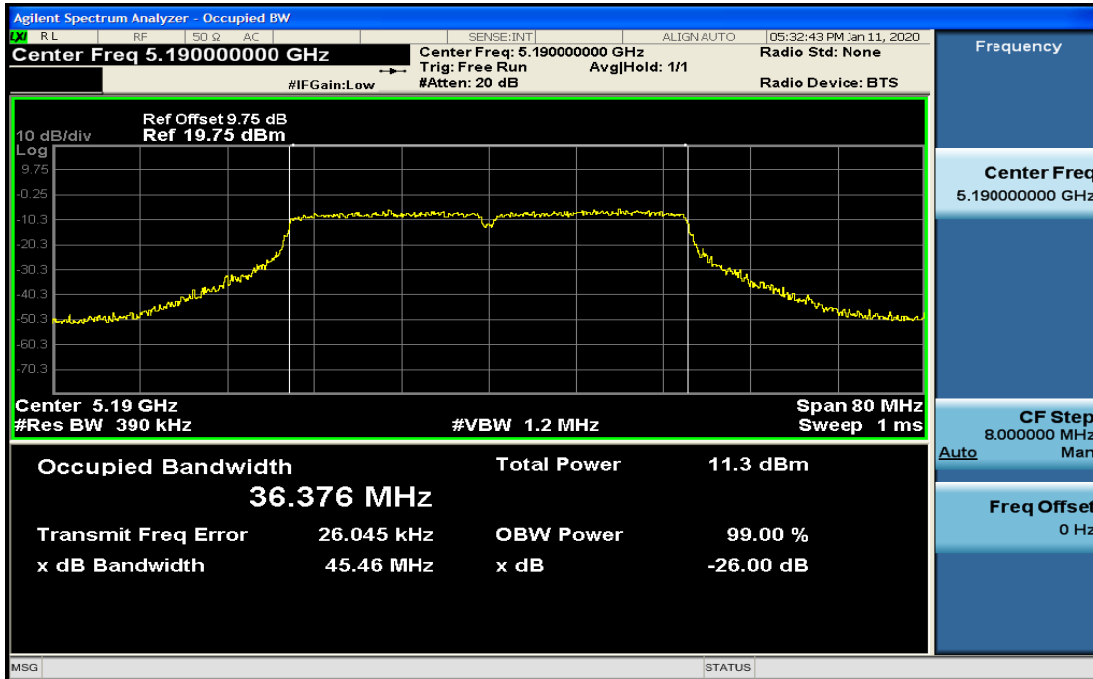 Agilent Spectrum Analyzer - Occupied BW
LXI RL RF 50 Ω AC SENSE:INT ALIGN AUTO 05:32:43 PM Jan 11, 2020
Center Freq 5.190000000 GHz
Center Freq: 5.190000000 GHz Radio Std: None
Trig: Free Run Avg|Hold: 1/1
#IFGain:Low #Atten: 20 dB Radio Device: BTS
Ref Offset 9.75 dB
10 dB/div Ref 19.75 dBm
Log
9.75
-0.25
-10.3
-20.3
-30.3
-40.3
-50.3
-60.3
-70.3
Center 5.19 GHz Span 80 MHz
#Res BW 390 kHz #VBW 1.2 MHz Sweep 1 ms
Occupied Bandwidth Total Power 11.3 dBm
36.376 MHz
Transmit Freq Error 26.045 kHz OBW Power 99.00 %
x dB Bandwidth 45.46 MHz x dB -26.00 dB
MSG STATUS
Frequency
Center Freq
5.190000000 GHz
CF Step
8.000000 MHz
Auto Man
Freq Offset
0 Hz